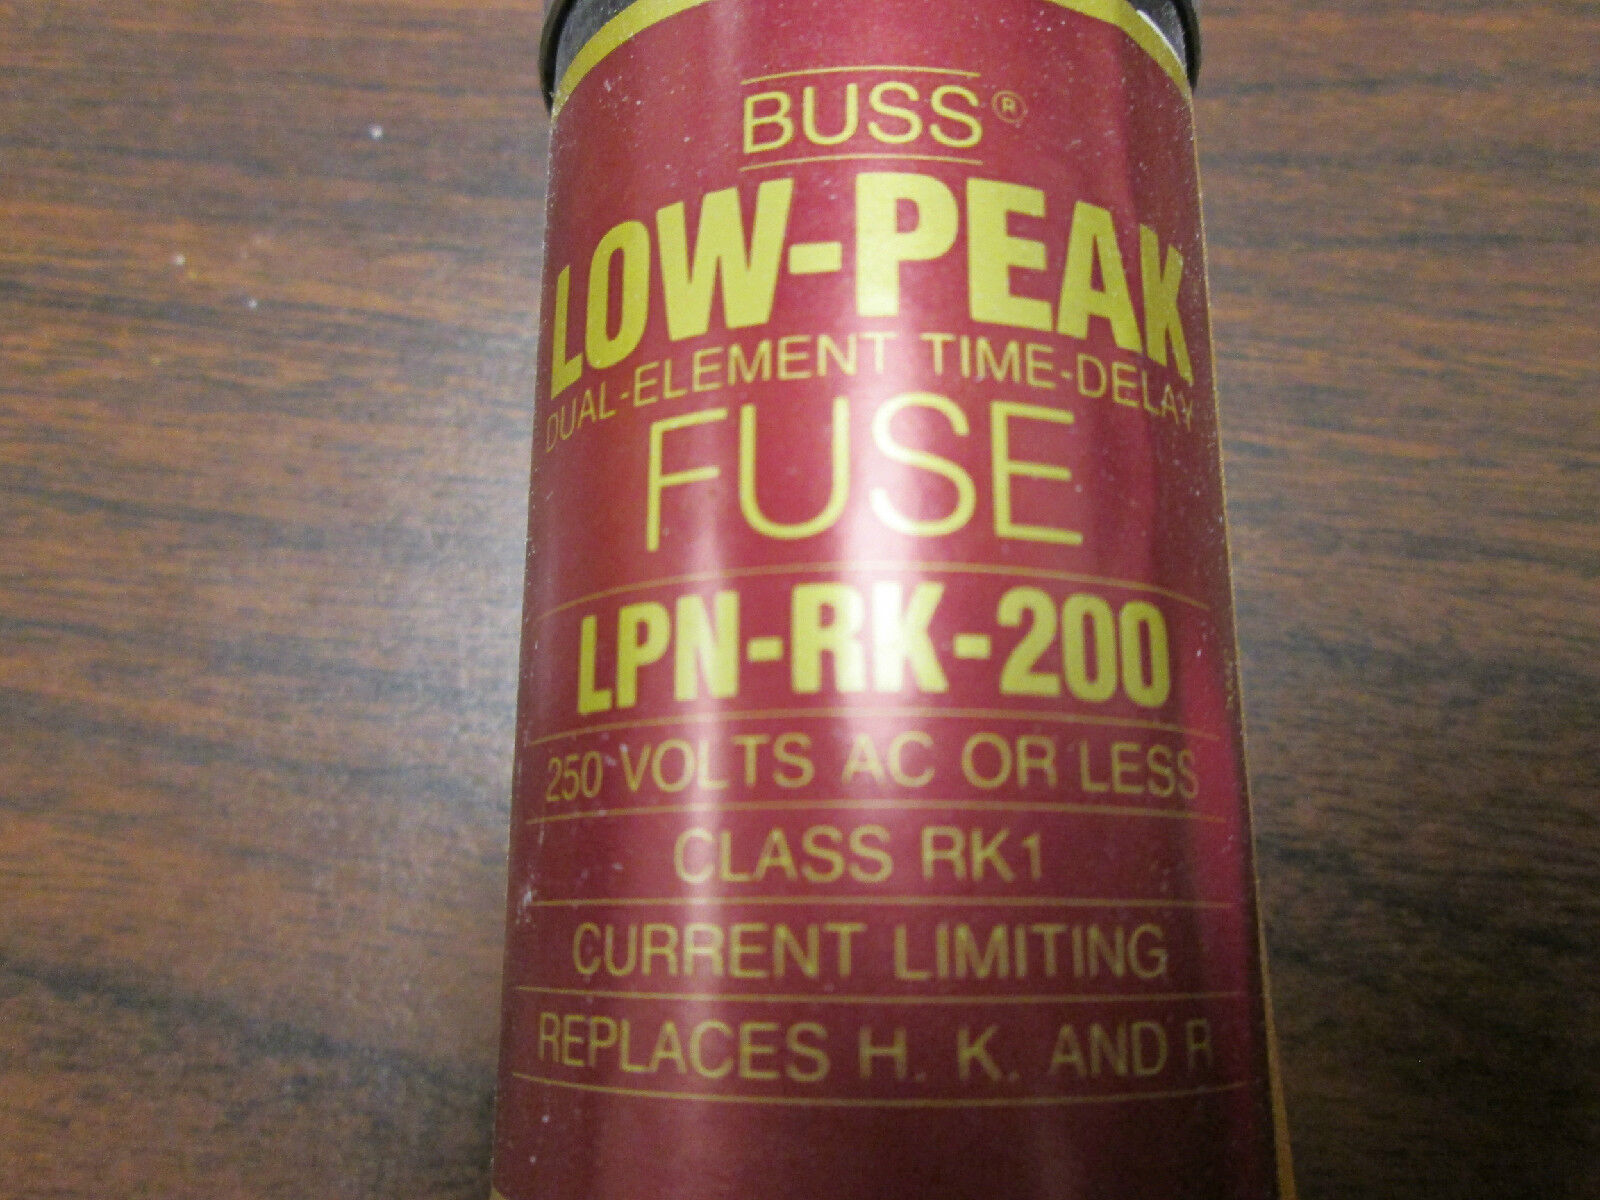 BUSS®
LOW-PEAK
DUAL-ELEMENT TIME-DELAY
FUSE
LPN-RK-200
250 VOLTS AC OR LESS
CLASS RK1
CURRENT LIMITING
REPLACES H. K. AND R